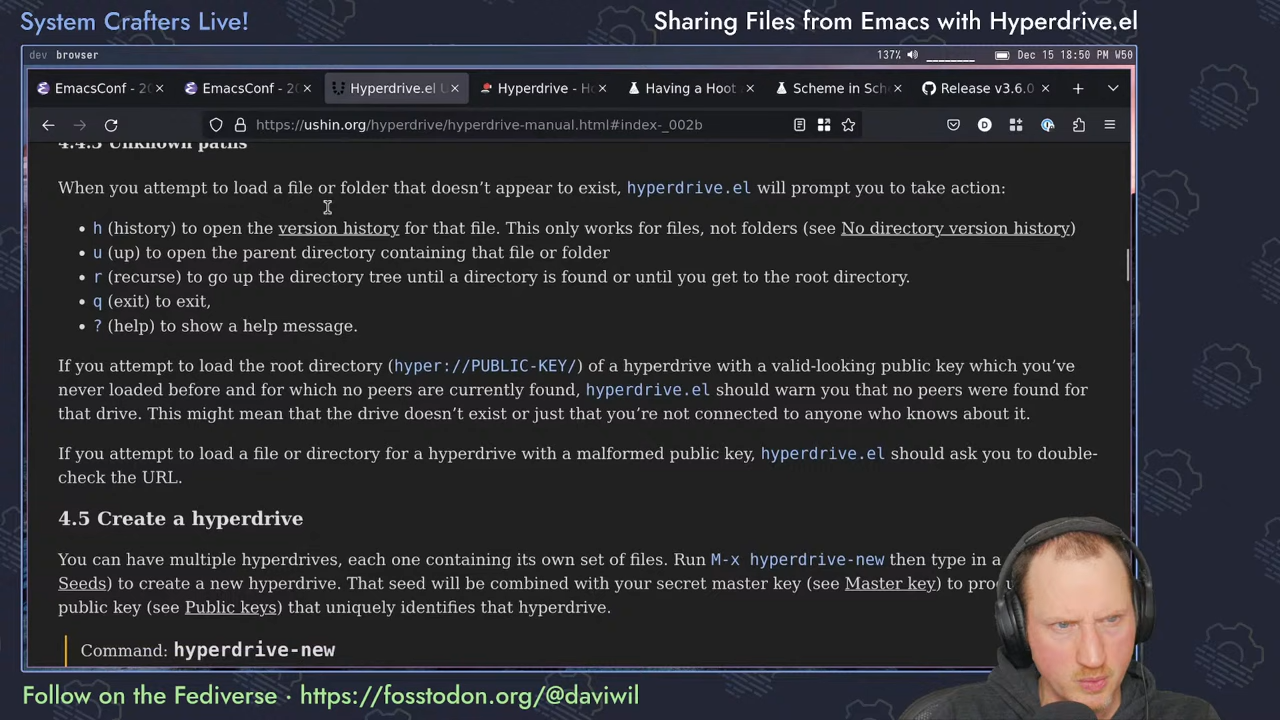 System Crafters Live!
Sharing Files from Emacs with Hyperdrive.el
dev browser
137% Dec 15 18:50 PM W50
EmacsConf - 20
EmacsConf - 20
Hyperdrive.el U
Hyperdrive - Ho
Having a Hoot
Scheme in Sch
Release v3.6.0
https://ushin.org/hyperdrive/hyperdrive-manual.html#index-_002b
4.4.5 Unknown paths
When you attempt to load a file or folder that doesn’t appear to exist, hyperdrive.el will prompt you to take action:
• h (history) to open the version history for that file. This only works for files, not folders (see No directory version history)
• u (up) to open the parent directory containing that file or folder
• r (recurse) to go up the directory tree until a directory is found or until you get to the root directory.
• q (exit) to exit,
• ? (help) to show a help message.
If you attempt to load the root directory (hyper://PUBLIC-KEY/) of a hyperdrive with a valid-looking public key which you’ve
never loaded before and for which no peers are currently found, hyperdrive.el should warn you that no peers were found for
that drive. This might mean that the drive doesn’t exist or just that you’re not connected to anyone who knows about it.
If you attempt to load a file or directory for a hyperdrive with a malformed public key, hyperdrive.el should ask you to double-
check the URL.
4.5 Create a hyperdrive
You can have multiple hyperdrives, each one containing its own set of files. Run M-x hyperdrive-new then type in a
Seeds) to create a new hyperdrive. That seed will be combined with your secret master key (see Master key) to
public key (see Public keys) that uniquely identifies that hyperdrive.
Command: hyperdrive-new
Follow on the Fediverse · https://fosstodon.org/@daviwil